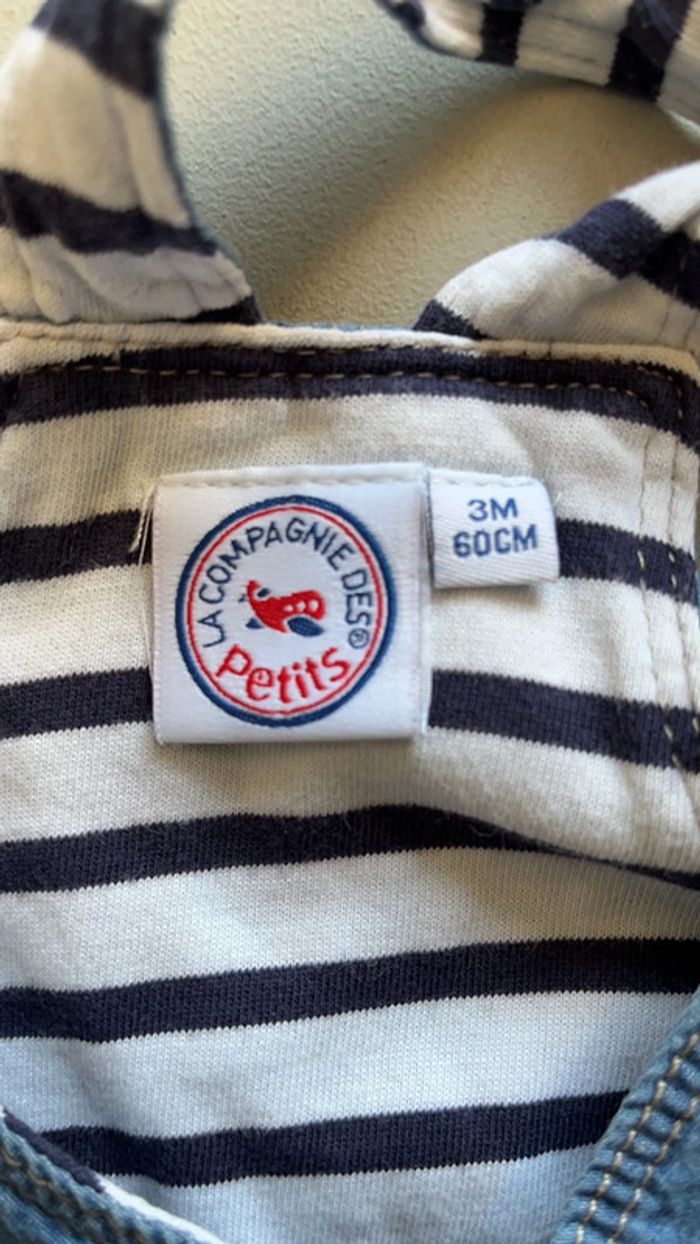 LA COMPAGNIE DES®
Petits
3M
60CM